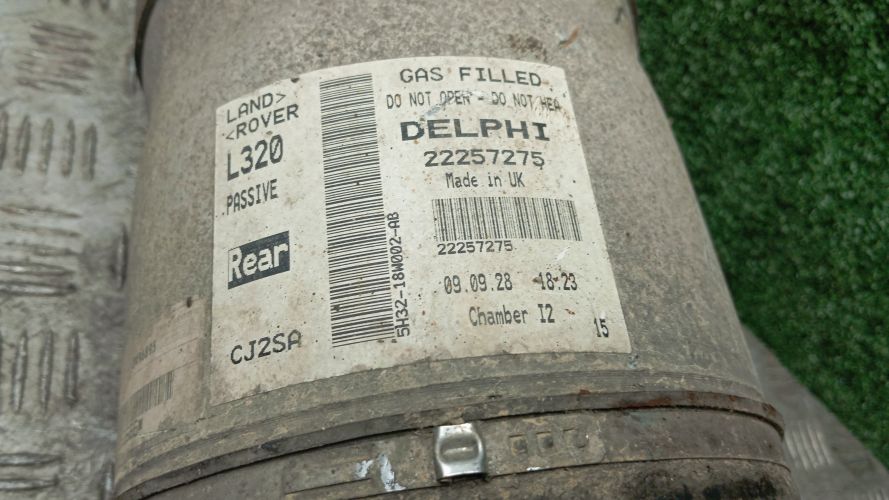 LAND>
<ROVER
L320
PASSIVE
Rear
CJ2SA
5H32-18W002-AB
GAS FILLED
DO NOT OPEN - DO NOT HEA
DELPHI
22257275
Made in UK
22257275
09.09.28 18:23
Chamber I2
15